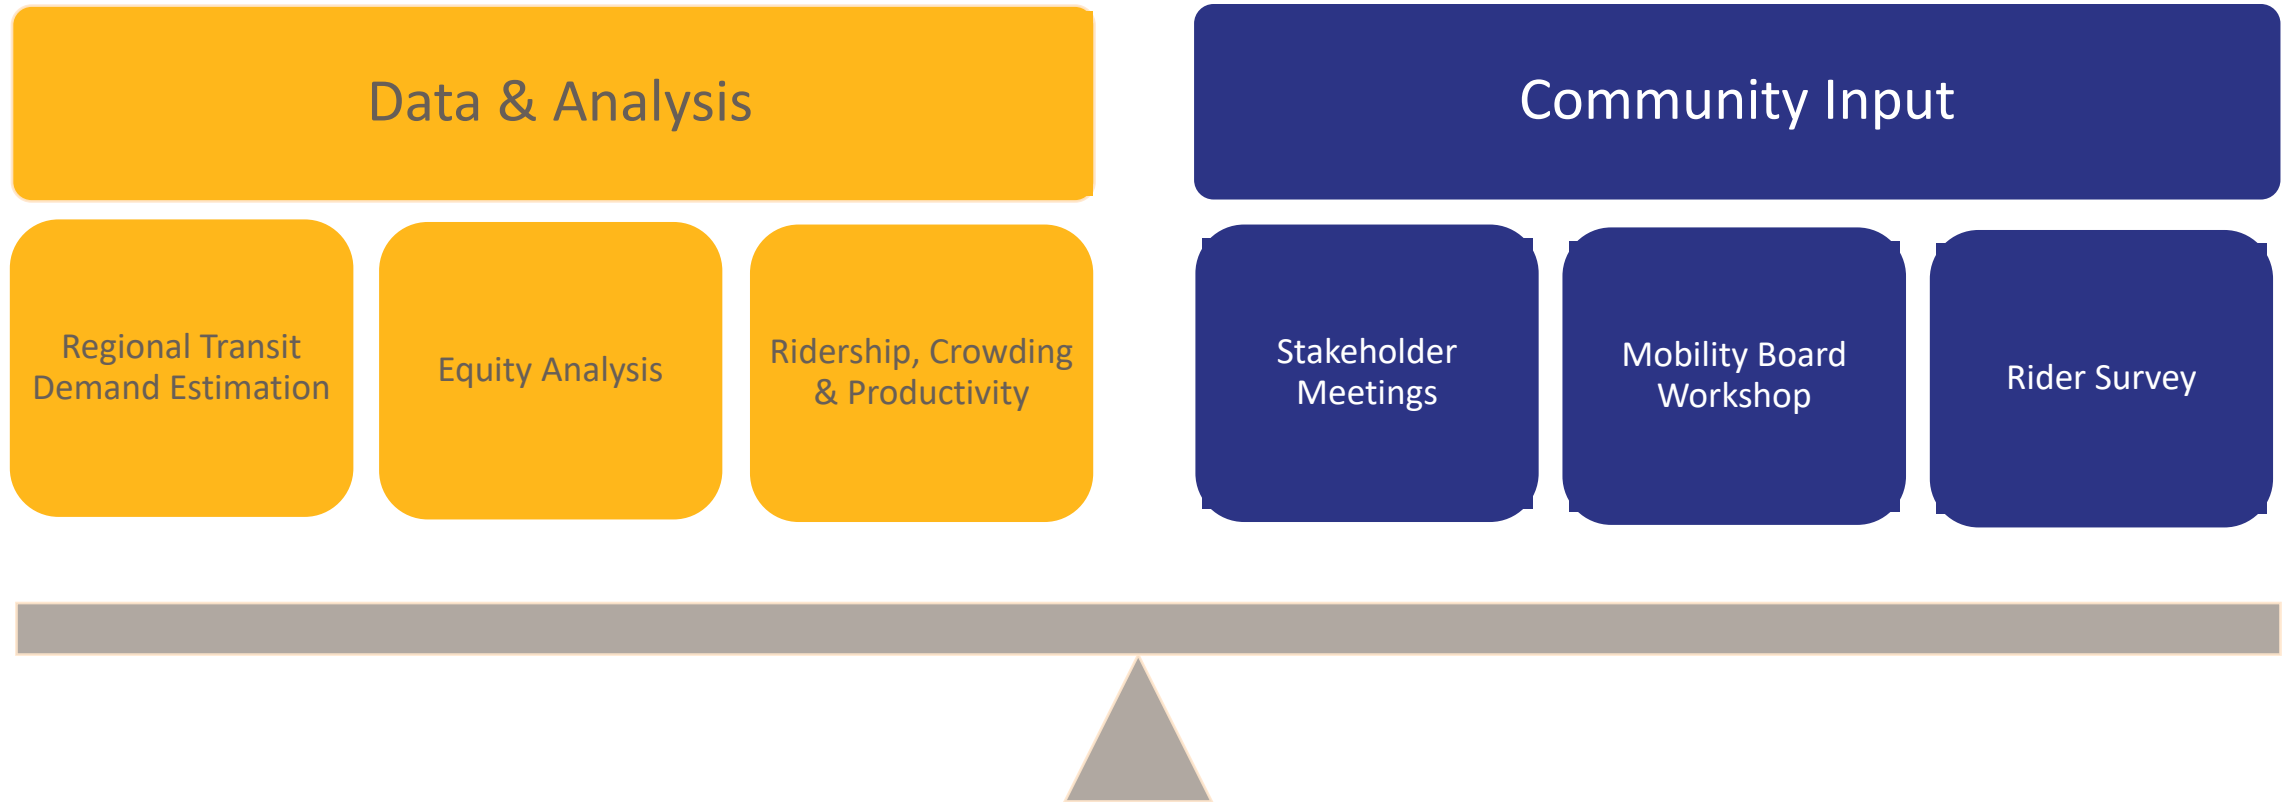 Data & Analysis
Community Input
Regional Transit
Demand Estimation
Equity Analysis
Ridership, Crowding
& Productivity
Stakeholder
Meetings
Mobility Board
Workshop
Rider Survey